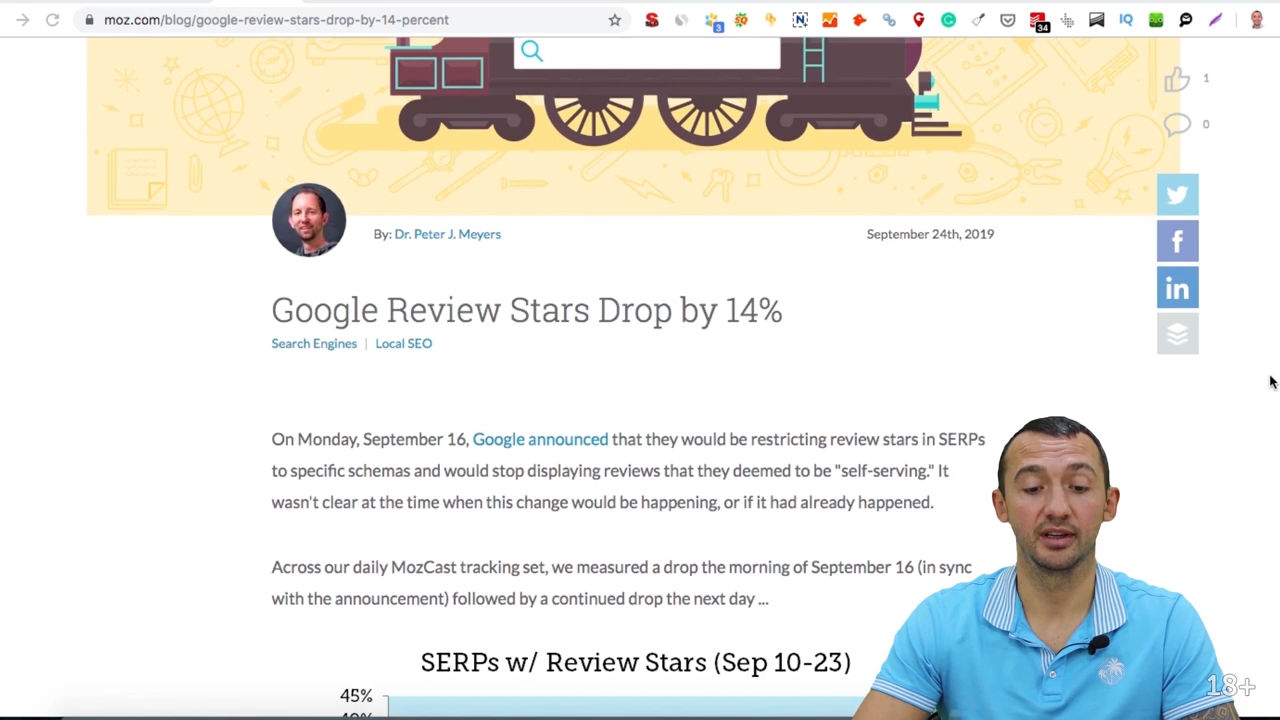 moz.com/blog/google-review-stars-drop-by-14-percent
3
34
IQ
1
0
By: Dr. Peter J. Meyers
September 24th, 2019
Google Review Stars Drop by 14%
Search Engines | Local SEO
On Monday, September 16, Google announced that they would be restricting review stars in SERPs
to specific schemas and would stop displaying reviews that they deemed to be "self-serving." It
wasn't clear at the time when this change would be happening, or if it had already happened.
Across our daily MozCast tracking set, we measured a drop the morning of September 16 (in sync
with the announcement) followed by a continued drop the next day ...
SERPs w/ Review Stars (Sep 10-23)
45%
18+